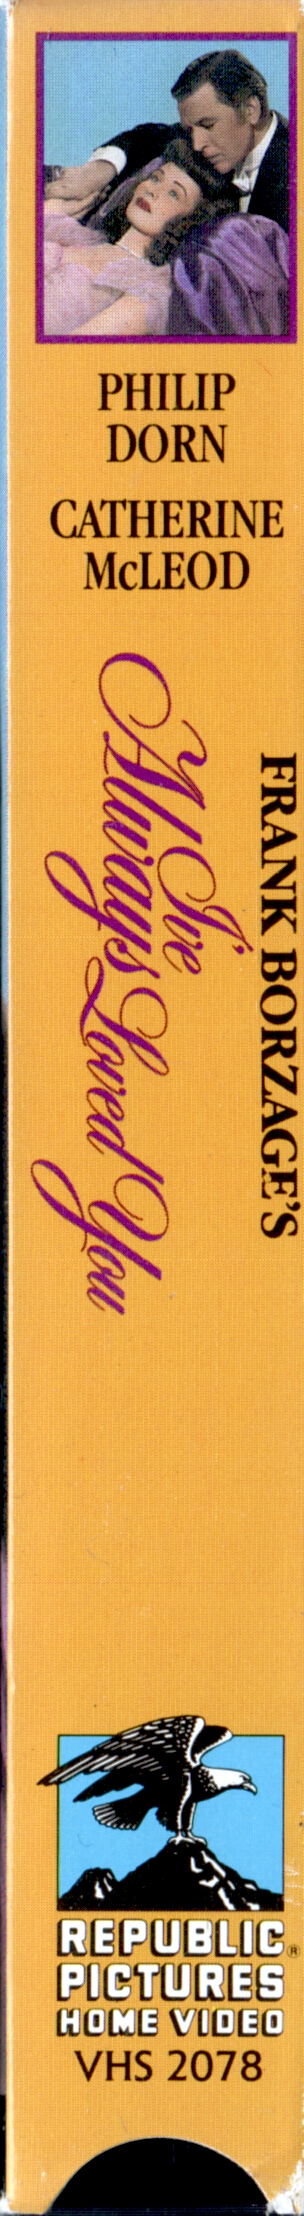 PHILIP
DORN
CATHERINE
McLEOD
FRANK BORZAGE'S
I've
Always Loved You
REPUBLIC®
PICTURES
HOME VIDEO
VHS 2078